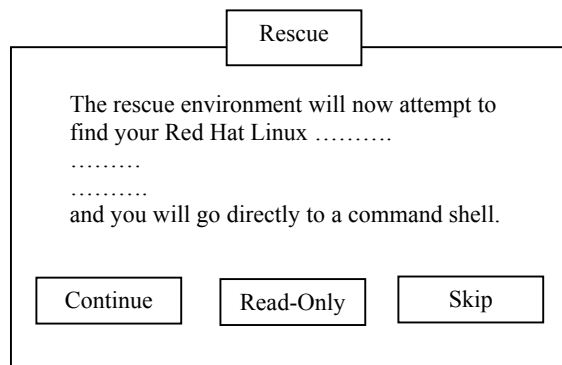 Rescue
The rescue environment will now attempt to
find your Red Hat Linux ……….
………
……….
and you will go directly to a command shell.
Continue
Read-Only
Skip